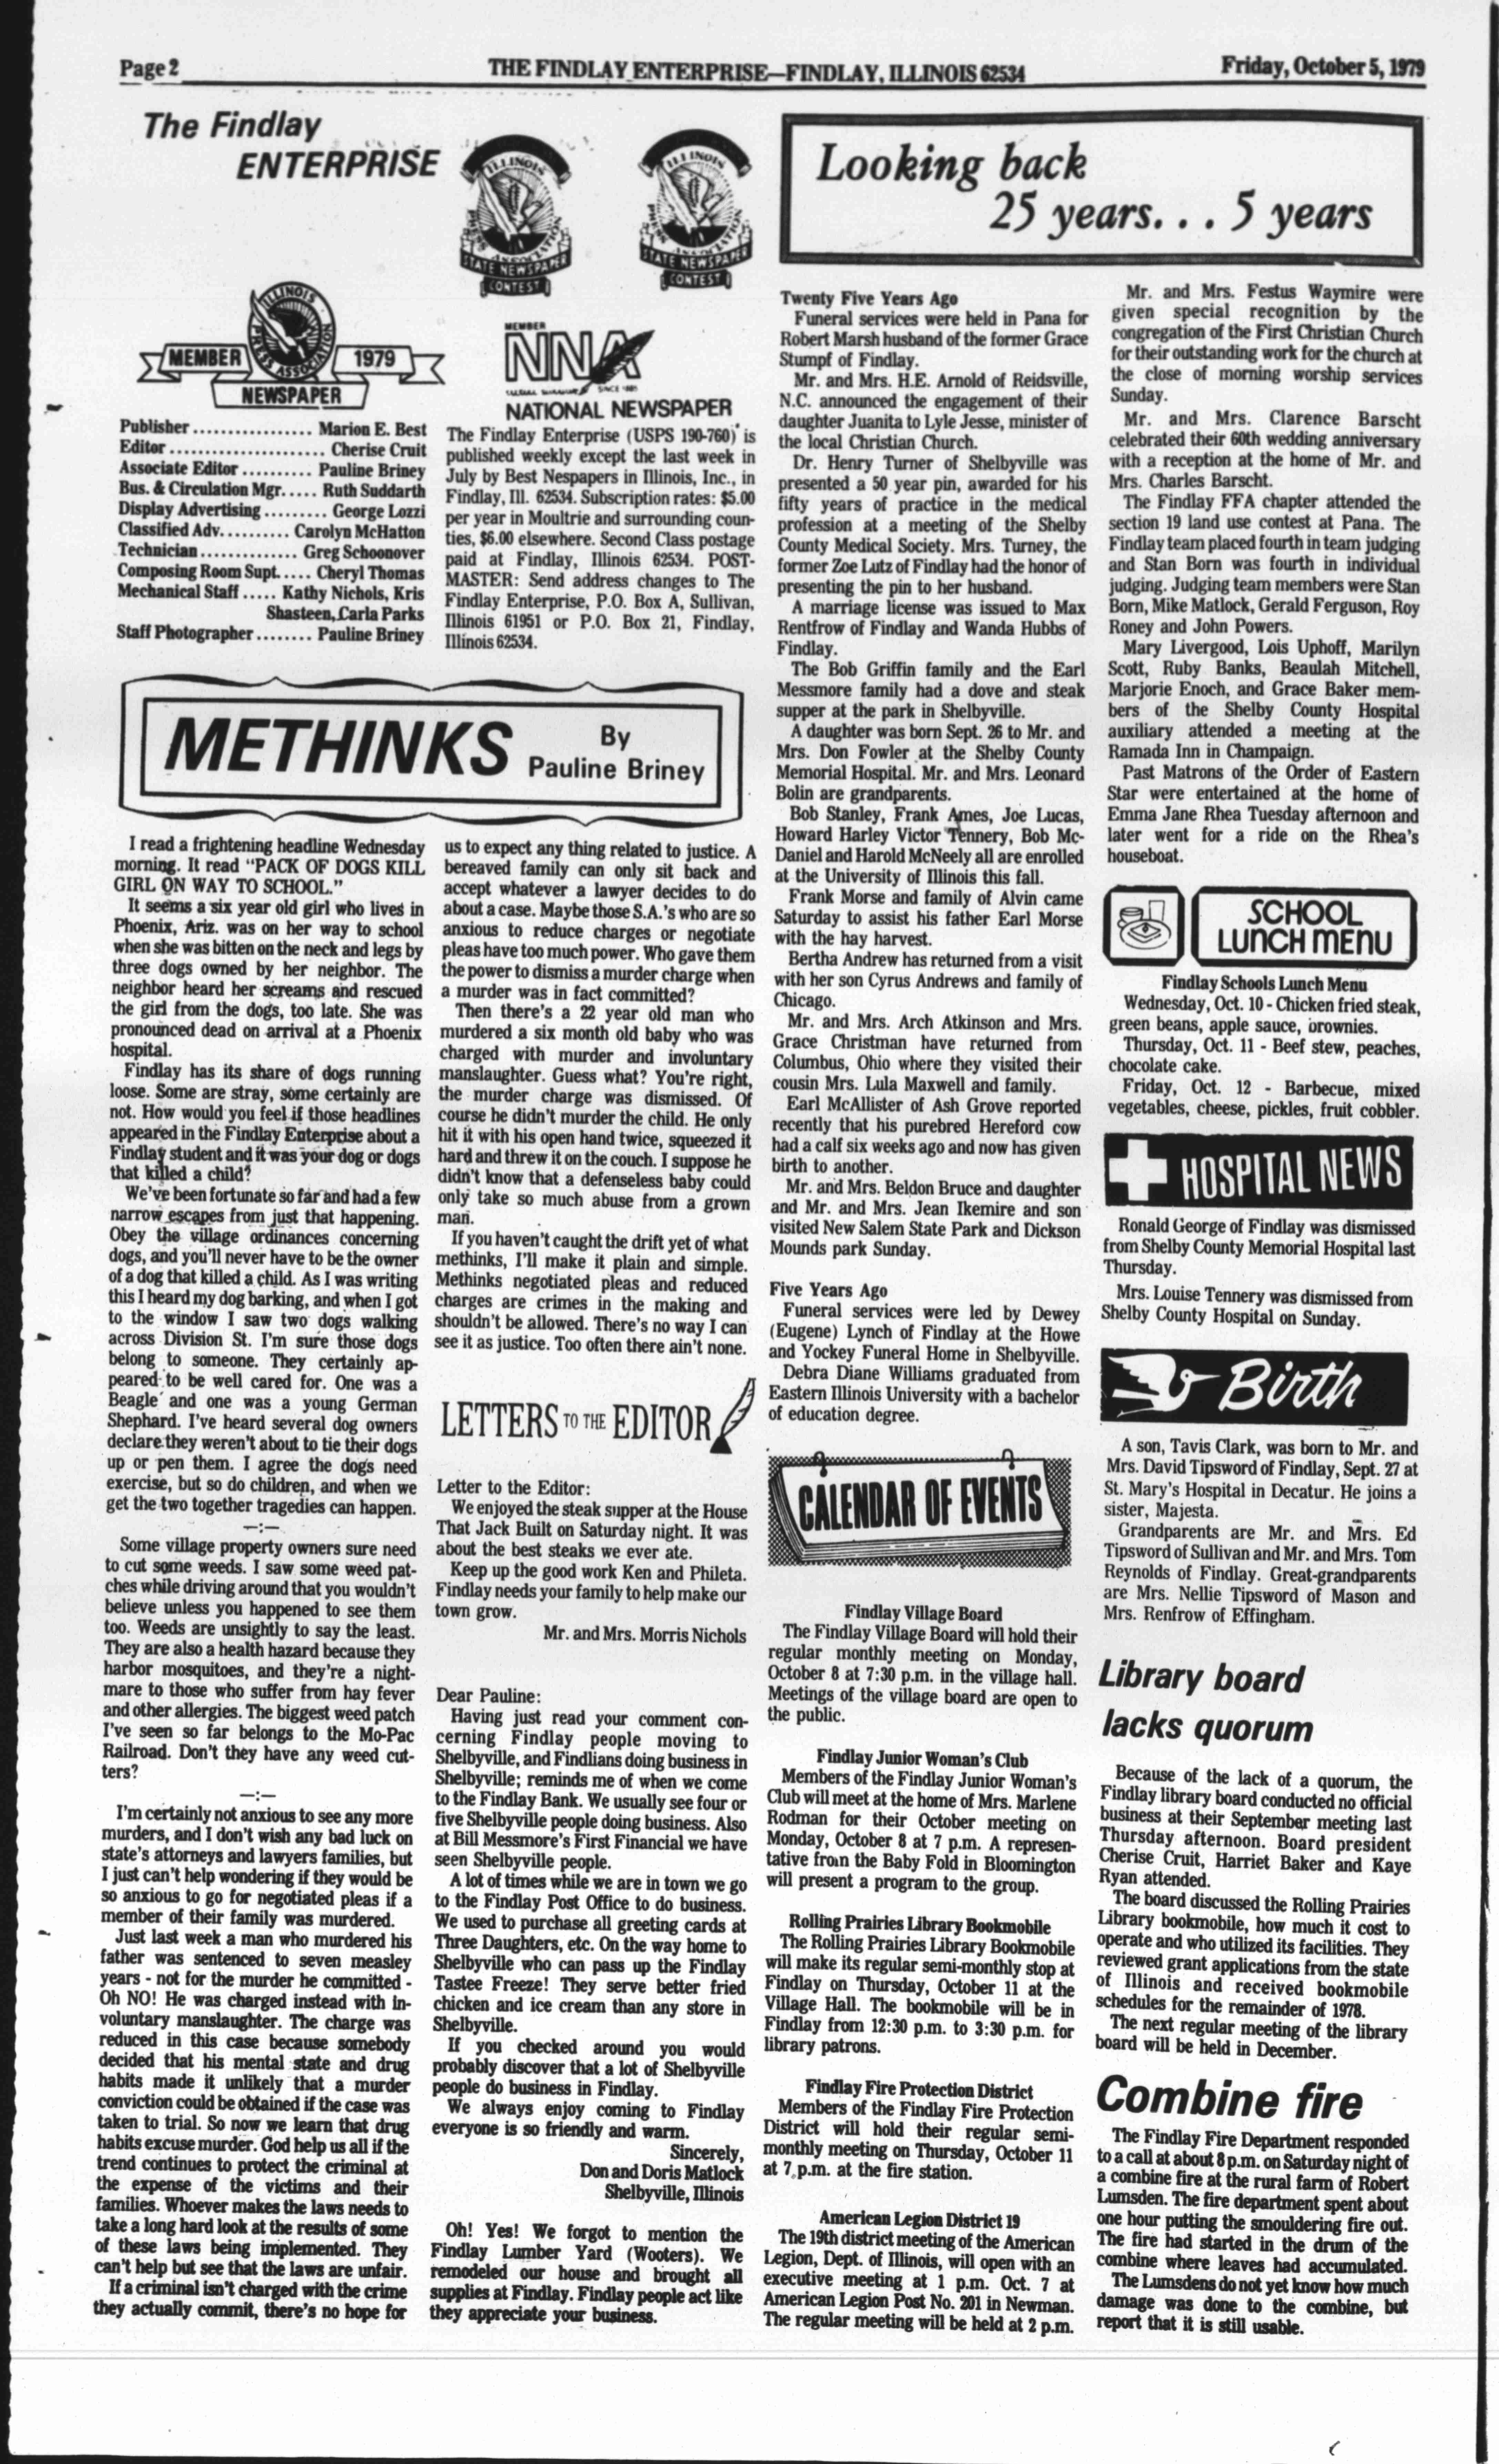 Page 2
THE FINDLAY ENTERPRISE—FINDLAY, ILLINOIS 62534
Friday, October 5, 1979
The Findlay
ENTERPRISE
ILLINOIS
PRESS ASSOCIATION
STATE NEWSPAPER
CONTEST
ILLINOIS
PRESS ASSOCIATION
STATE NEWSPAPER
CONTEST
ILLINOIS
PRESS ASSOCIATION
MEMBER
1979
NEWSPAPER
MEMBER
NNA
SINCE 1885
NATIONAL NEWSPAPER
Publisher ................. Marion E. Best
Editor ...................... Cherise Cruit
Associate Editor .......... Pauline Briney
Bus. & Circulation Mgr. .... Ruth Suddarth
Display Advertising ......... George Lozzi
Classified Adv. ......... Carolyn McHatton
Technician ............. Greg Schoonover
Composing Room Supt. .... Cheryl Thomas
Mechanical Staff ..... Kathy Nichols, Kris
Shasteen, Carla Parks
Staff Photographer ........ Pauline Briney
The Findlay Enterprise (USPS 190-760) is
published weekly except the last week in
July by Best Nespapers in Illinois, Inc., in
Findlay, Ill. 62534. Subscription rates: $5.00
per year in Moultrie and surrounding coun-
ties, $6.00 elsewhere. Second Class postage
paid at Findlay, Illinois 62534. POST-
MASTER: Send address changes to The
Findlay Enterprise, P.O. Box A, Sullivan,
Illinois 61951 or P.O. Box 21, Findlay,
Illinois 62534.
METHINKS
By
Pauline Briney
I read a frightening headline Wednesday
morning. It read "PACK OF DOGS KILL
GIRL ON WAY TO SCHOOL."
It seems a six year old girl who lives in
Phoenix, Ariz. was on her way to school
when she was bitten on the neck and legs by
three dogs owned by her neighbor. The
neighbor heard her screams and rescued
the girl from the dogs, too late. She was
pronounced dead on arrival at a Phoenix
hospital.
Findlay has its share of dogs running
loose. Some are stray, some certainly are
not. How would you feel if those headlines
appeared in the Findlay Enterprise about a
Findlay student and it was your dog or dogs
that killed a child?
We've been fortunate so far and had a few
narrow escapes from just that happening.
Obey the village ordinances concerning
dogs, and you'll never have to be the owner
of a dog that killed a child. As I was writing
this I heard my dog barking, and when I got
to the window I saw two dogs walking
across Division St. I'm sure those dogs
belong to someone. They certainly ap-
peared to be well cared for. One was a
Beagle and one was a young German
Shephard. I've heard several dog owners
declare they weren't about to tie their dogs
up or pen them. I agree the dogs need
exercise, but so do children, and when we
get the two together tragedies can happen.
—:—
Some village property owners sure need
to cut some weeds. I saw some weed pat-
ches while driving around that you wouldn't
believe unless you happened to see them
too. Weeds are unsightly to say the least.
They are also a health hazard because they
harbor mosquitoes, and they're a night-
mare to those who suffer from hay fever
and other allergies. The biggest weed patch
I've seen so far belongs to the Mo-Pac
Railroad. Don't they have any weed cut-
ters?
—:—
I'm certainly not anxious to see any more
murders, and I don't wish any bad luck on
state's attorneys and lawyers families, but
I just can't help wondering if they would be
so anxious to go for negotiated pleas if a
member of their family was murdered.
Just last week a man who murdered his
father was sentenced to seven measley
years - not for the murder he committed -
Oh NO! He was charged instead with in-
voluntary manslaughter. The charge was
reduced in this case because somebody
decided that his mental state and drug
habits made it unlikely that a murder
conviction could be obtained if the case was
taken to trial. So now we learn that drug
habits excuse murder. God help us all if the
trend continues to protect the criminal at
the expense of the victims and their
families. Whoever makes the laws needs to
take a long hard look at the results of some
of these laws being implemented. They
can't help but see that the laws are unfair.
If a criminal isn't charged with the crime
they actually commit, there's no hope for
us to expect any thing related to justice. A
bereaved family can only sit back and
accept whatever a lawyer decides to do
about a case. Maybe those S.A.'s who are so
anxious to reduce charges or negotiate
pleas have too much power. Who gave them
the power to dismiss a murder charge when
a murder was in fact committed?
Then there's a 22 year old man who
murdered a six month old baby who was
charged with murder and involuntary
manslaughter. Guess what? You're right,
the murder charge was dismissed. Of
course he didn't murder the child. He only
hit it with his open hand twice, squeezed it
hard and threw it on the couch. I suppose he
didn't know that a defenseless baby could
only take so much abuse from a grown
man.
If you haven't caught the drift yet of what
methinks, I'll make it plain and simple.
Methinks negotiated pleas and reduced
charges are crimes in the making and
shouldn't be allowed. There's no way I can
see it as justice. Too often there ain't none.
LETTERS TO THE EDITOR
Letter to the Editor:
We enjoyed the steak supper at the House
That Jack Built on Saturday night. It was
about the best steaks we ever ate.
Keep up the good work Ken and Phileta.
Findlay needs your family to help make our
town grow.
Mr. and Mrs. Morris Nichols
Dear Pauline:
Having just read your comment con-
cerning Findlay people moving to
Shelbyville, and Findlians doing business in
Shelbyville; reminds me of when we come
to the Findlay Bank. We usually see four or
five Shelbyville people doing business. Also
at Bill Messmore's First Financial we have
seen Shelbyville people.
A lot of times while we are in town we go
to the Findlay Post Office to do business.
We used to purchase all greeting cards at
Three Daughters, etc. On the way home to
Shelbyville who can pass up the Findlay
Tastee Freeze! They serve better fried
chicken and ice cream than any store in
Shelbyville.
If you checked around you would
probably discover that a lot of Shelbyville
people do business in Findlay.
We always enjoy coming to Findlay
everyone is so friendly and warm.
Sincerely,
Don and Doris Matlock
Shelbyville, Illinois
Oh! Yes! We forgot to mention the
Findlay Lumber Yard (Wooters). We
remodeled our house and brought all
supplies at Findlay. Findlay people act like
they appreciate your business.
Looking back
25 years. . . 5 years
Twenty Five Years Ago
Funeral services were held in Pana for
Robert Marsh husband of the former Grace
Stumpf of Findlay.
Mr. and Mrs. H.E. Arnold of Reidsville,
N.C. announced the engagement of their
daughter Juanita to Lyle Jesse, minister of
the local Christian Church.
Dr. Henry Turner of Shelbyville was
presented a 50 year pin, awarded for his
fifty years of practice in the medical
profession at a meeting of the Shelby
County Medical Society. Mrs. Turney, the
former Zoe Lutz of Findlay had the honor of
presenting the pin to her husband.
A marriage license was issued to Max
Rentfrow of Findlay and Wanda Hubbs of
Findlay.
The Bob Griffin family and the Earl
Messmore family had a dove and steak
supper at the park in Shelbyville.
A daughter was born Sept. 26 to Mr. and
Mrs. Don Fowler at the Shelby County
Memorial Hospital. Mr. and Mrs. Leonard
Bolin are grandparents.
Bob Stanley, Frank Ames, Joe Lucas,
Howard Harley Victor Tennery, Bob Mc-
Daniel and Harold McNeely all are enrolled
at the University of Illinois this fall.
Frank Morse and family of Alvin came
Saturday to assist his father Earl Morse
with the hay harvest.
Bertha Andrew has returned from a visit
with her son Cyrus Andrews and family of
Chicago.
Mr. and Mrs. Arch Atkinson and Mrs.
Grace Christman have returned from
Columbus, Ohio where they visited their
cousin Mrs. Lula Maxwell and family.
Earl McAllister of Ash Grove reported
recently that his purebred Hereford cow
had a calf six weeks ago and now has given
birth to another.
Mr. and Mrs. Beldon Bruce and daughter
and Mr. and Mrs. Jean Ikemire and son
visited New Salem State Park and Dickson
Mounds park Sunday.
Five Years Ago
Funeral services were led by Dewey
(Eugene) Lynch of Findlay at the Howe
and Yockey Funeral Home in Shelbyville.
Debra Diane Williams graduated from
Eastern Illinois University with a bachelor
of education degree.
CALENDAR OF EVENTS
Findlay Village Board
The Findlay Village Board will hold their
regular monthly meeting on Monday,
October 8 at 7:30 p.m. in the village hall.
Meetings of the village board are open to
the public.
Findlay Junior Woman's Club
Members of the Findlay Junior Woman's
Club will meet at the home of Mrs. Marlene
Rodman for their October meeting on
Monday, October 8 at 7 p.m. A represen-
tative from the Baby Fold in Bloomington
will present a program to the group.
Rolling Prairies Library Bookmobile
The Rolling Prairies Library Bookmobile
will make its regular semi-monthly stop at
Findlay on Thursday, October 11 at the
Village Hall. The bookmobile will be in
Findlay from 12:30 p.m. to 3:30 p.m. for
library patrons.
Findlay Fire Protection District
Members of the Findlay Fire Protection
District will hold their regular semi-
monthly meeting on Thursday, October 11
at 7 p.m. at the fire station.
American Legion District 19
The 19th district meeting of the American
Legion, Dept. of Illinois, will open with an
executive meeting at 1 p.m. Oct. 7 at
American Legion Post No. 201 in Newman.
The regular meeting will be held at 2 p.m.
Mr. and Mrs. Festus Waymire were
given special recognition by the
congregation of the First Christian Church
for their outstanding work for the church at
the close of morning worship services
Sunday.
Mr. and Mrs. Clarence Barscht
celebrated their 60th wedding anniversary
with a reception at the home of Mr. and
Mrs. Charles Barscht.
The Findlay FFA chapter attended the
section 19 land use contest at Pana. The
Findlay team placed fourth in team judging
and Stan Born was fourth in individual
judging. Judging team members were Stan
Born, Mike Matlock, Gerald Ferguson, Roy
Roney and John Powers.
Mary Livergood, Lois Uphoff, Marilyn
Scott, Ruby Banks, Beaulah Mitchell,
Marjorie Enoch, and Grace Baker mem-
bers of the Shelby County Hospital
auxiliary attended a meeting at the
Ramada Inn in Champaign.
Past Matrons of the Order of Eastern
Star were entertained at the home of
Emma Jane Rhea Tuesday afternoon and
later went for a ride on the Rhea's
houseboat.
SCHOOL
LUNCH MENU
Findlay Schools Lunch Menu
Wednesday, Oct. 10 - Chicken fried steak,
green beans, apple sauce, brownies.
Thursday, Oct. 11 - Beef stew, peaches,
chocolate cake.
Friday, Oct. 12 - Barbecue, mixed
vegetables, cheese, pickles, fruit cobbler.
HOSPITAL NEWS
Ronald George of Findlay was dismissed
from Shelby County Memorial Hospital last
Thursday.
Mrs. Louise Tennery was dismissed from
Shelby County Hospital on Sunday.
Birth
A son, Tavis Clark, was born to Mr. and
Mrs. David Tipsword of Findlay, Sept. 27 at
St. Mary's Hospital in Decatur. He joins a
sister, Majesta.
Grandparents are Mr. and Mrs. Ed
Tipsword of Sullivan and Mr. and Mrs. Tom
Reynolds of Findlay. Great-grandparents
are Mrs. Nellie Tipsword of Mason and
Mrs. Renfrow of Effingham.
Library board
lacks quorum
Because of the lack of a quorum, the
Findlay library board conducted no official
business at their September meeting last
Thursday afternoon. Board president
Cherise Cruit, Harriet Baker and Kaye
Ryan attended.
The board discussed the Rolling Prairies
Library bookmobile, how much it cost to
operate and who utilized its facilities. They
reviewed grant applications from the state
of Illinois and received bookmobile
schedules for the remainder of 1978.
The next regular meeting of the library
board will be held in December.
Combine fire
The Findlay Fire Department responded
to a call at about 8 p.m. on Saturday night of
a combine fire at the rural farm of Robert
Lumsden. The fire department spent about
one hour putting the smouldering fire out.
The fire had started in the drum of the
combine where leaves had accumulated.
The Lumsdens do not yet know how much
damage was done to the combine, but
report that it is still usable.